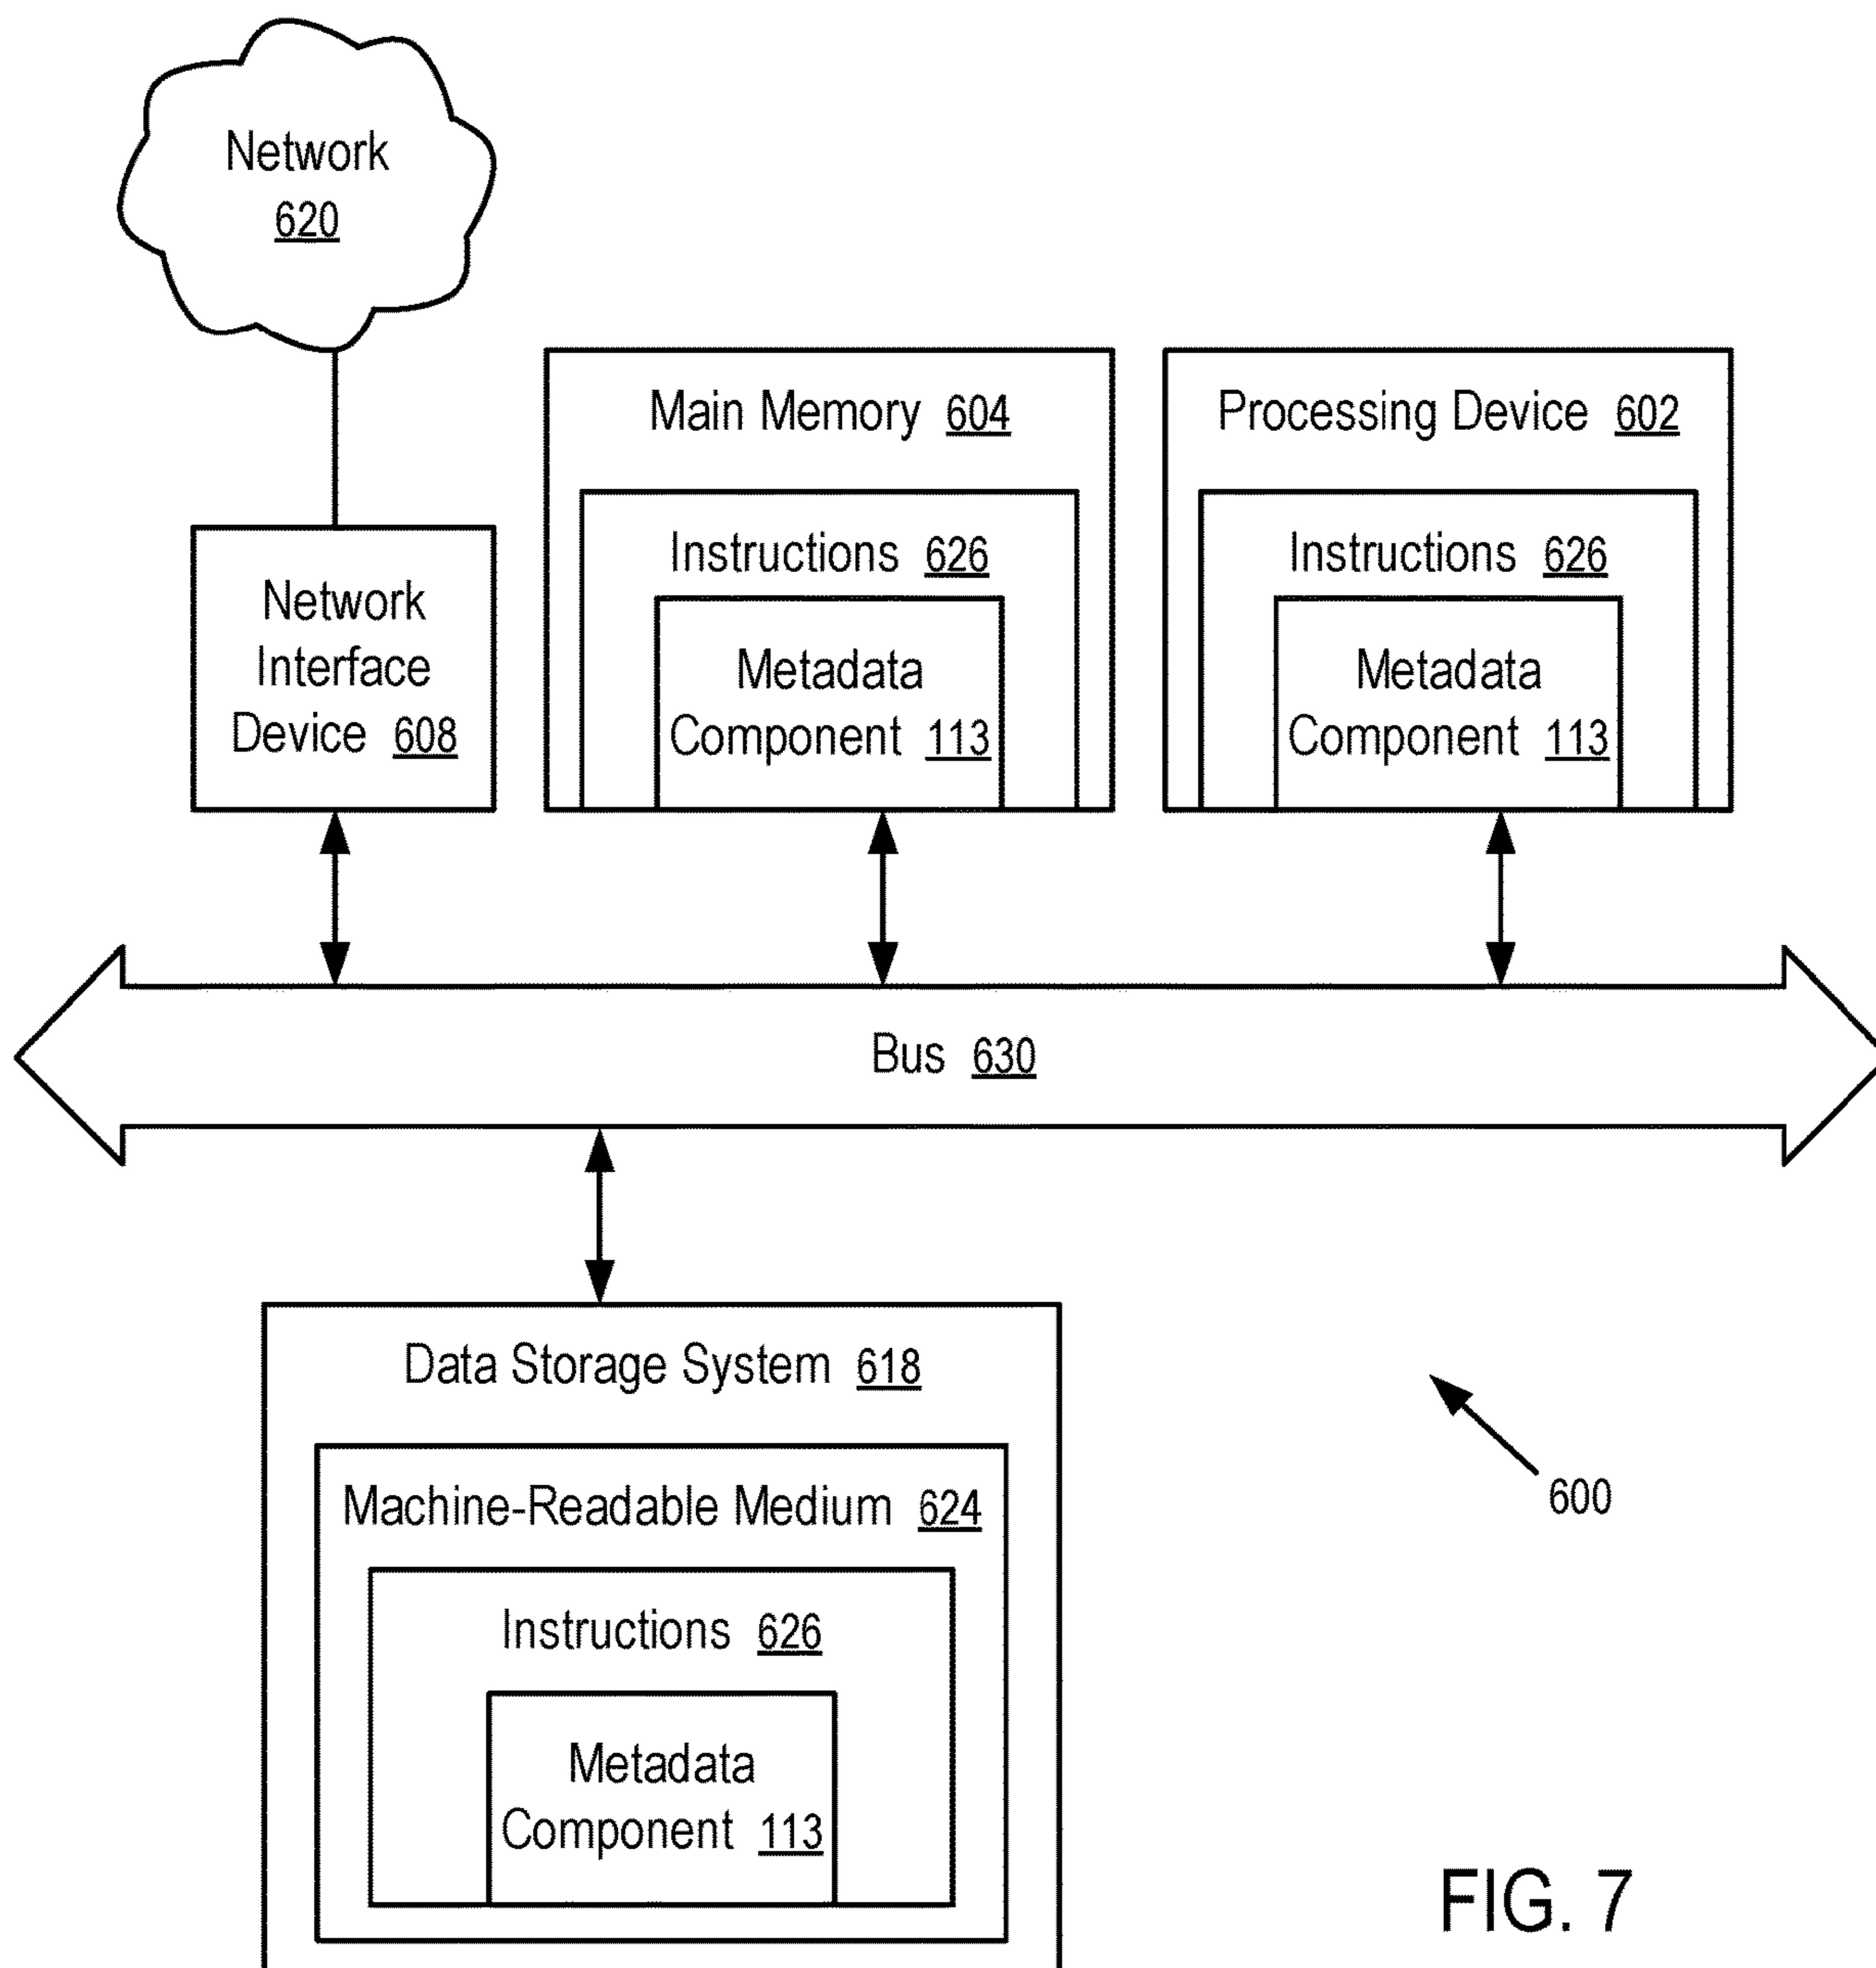 Network
620
Main Memory 604
Processing Device 602
Instructions 626
Instructions 626
Network
Interface
Device 608
Metadata
Component 113
Metadata
Component 113
Bus 630
Data Storage System 618
Machine-Readable Medium 624
600
Instructions 626
Metadata
Component 113
FIG. 7